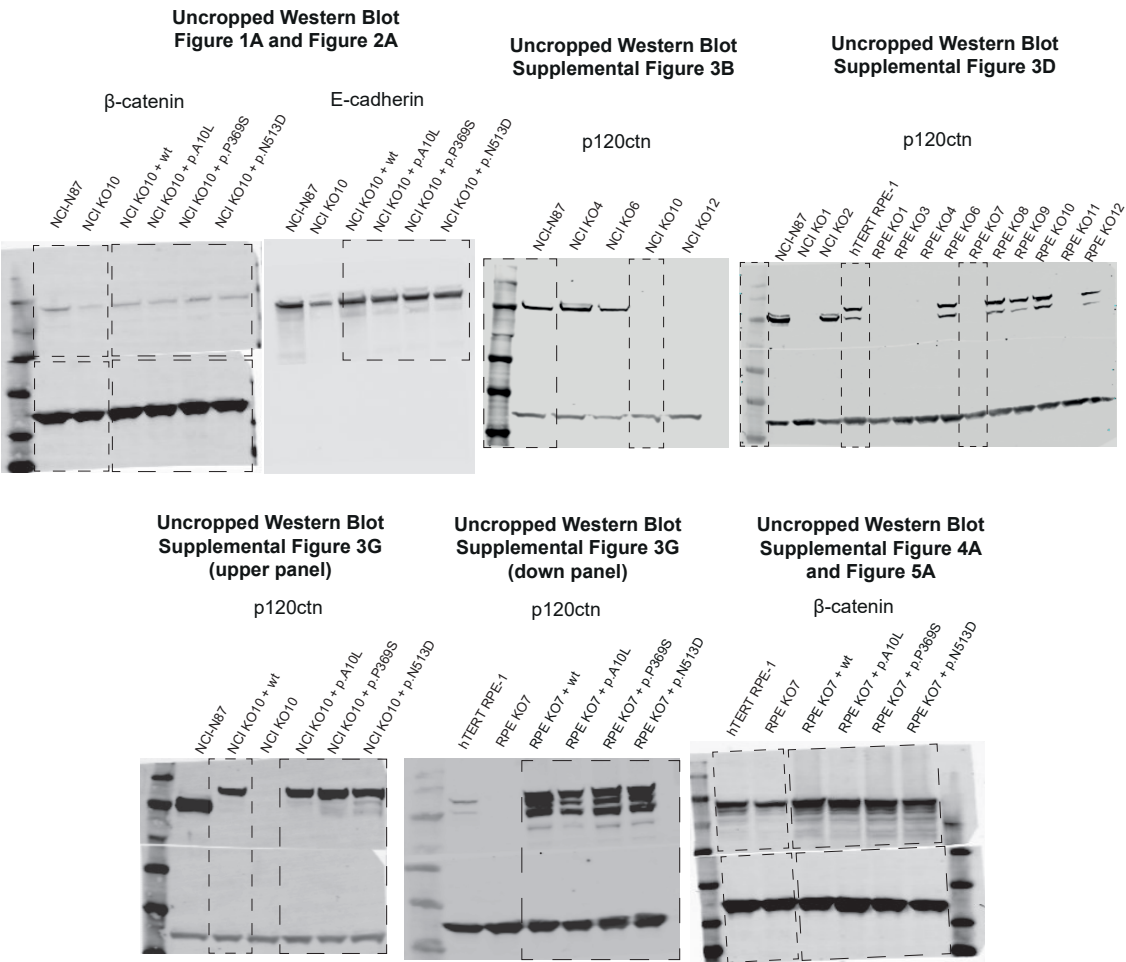 Uncropped Western Blot
Figure 1A and Figure 2A
β-catenin
E-cadherin
NCI-N87
NCI KO10
NCI KO10 + wt
NCI KO10 + p.A10L
NCI KO10 + p.P369S
NCI KO10 + p.N513D
NCI-N87
NCI KO10
NCI KO10 + wt
NCI KO10 + p.A10L
NCI KO10 + p.P369S
NCI KO10 + p.N513D
Uncropped Western Blot
Supplemental Figure 3B
p120ctn
NCI-N87
NCI KO4
NCI KO6
NCI KO10
NCI KO12
Uncropped Western Blot
Supplemental Figure 3D
p120ctn
NCI-N87
NCI KO1
NCI KO2
hTERT RPE-1
RPE KO1
RPE KO3
RPE KO4
RPE KO6
RPE KO7
RPE KO8
RPE KO9
RPE KO10
RPE KO11
RPE KO12
Uncropped Western Blot
Supplemental Figure 3G
(upper panel)
p120ctn
NCI-N87
NCI KO10 + wt
NCI KO10
NCI KO10 + p.A10L
NCI KO10 + p.P369S
NCI KO10 + p.N513D
Uncropped Western Blot
Supplemental Figure 3G
(down panel)
p120ctn
hTERT RPE-1
RPE KO7
RPE KO7 + wt
RPE KO7 + p.A10L
RPE KO7 + p.P369S
RPE KO7 + p.N513D
Uncropped Western Blot
Supplemental Figure 4A
and Figure 5A
β-catenin
hTERT RPE-1
RPE KO7
RPE KO7 + wt
RPE KO7 + p.A10L
RPE KO7 + p.P369S
RPE KO7 + p.N513D